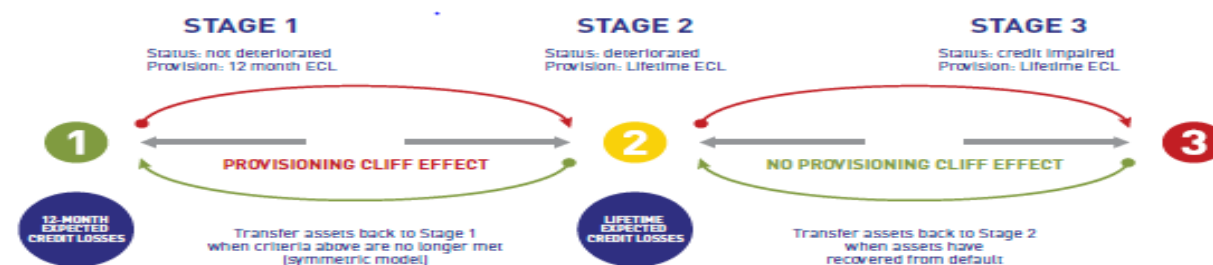 STAGE 1
Status: not deteriorated
Provision: 12 month ECL
STAGE 2
Status: deteriorated
Provision: Lifetime ECL
STAGE 3
Status: credit impaired
Provision: Lifetime ECL
1
PROVISIONING CLIFF EFFECT
2
NO PROVISIONING CLIFF EFFECT
3
12-MONTH
EXPECTED
CREDIT LOSSES
Transfer assets back to Stage 1
when criteria above are no longer met
(symmetric model)
LIFETIME
EXPECTED
CREDIT LOSSES
Transfer assets back to Stage 2
when assets have
recovered from default